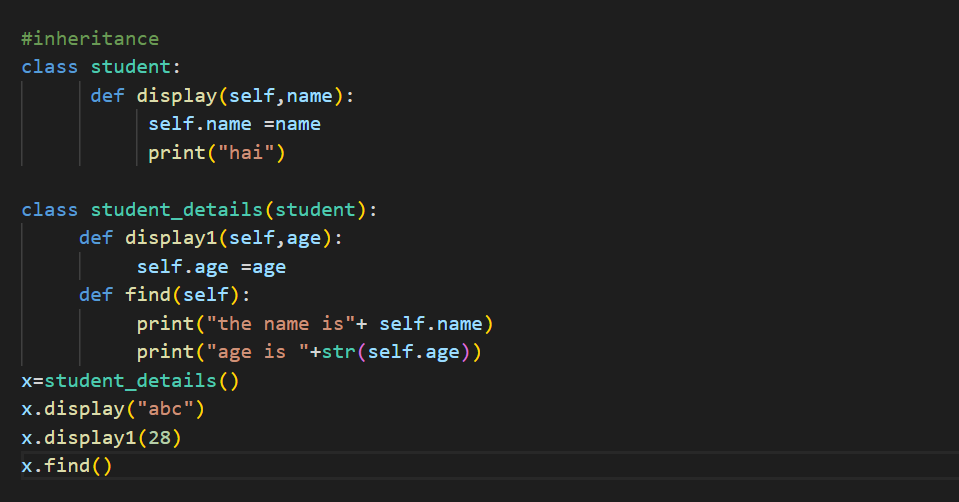 #inheritance
class student:
      def display(self,name):
           self.name =name
           print("hai")

class student_details(student):
     def display1(self,age):
          self.age =age
     def find(self):
          print("the name is"+ self.name)
          print("age is "+str(self.age))
x=student_details()
x.display("abc")
x.display1(28)
x.find()